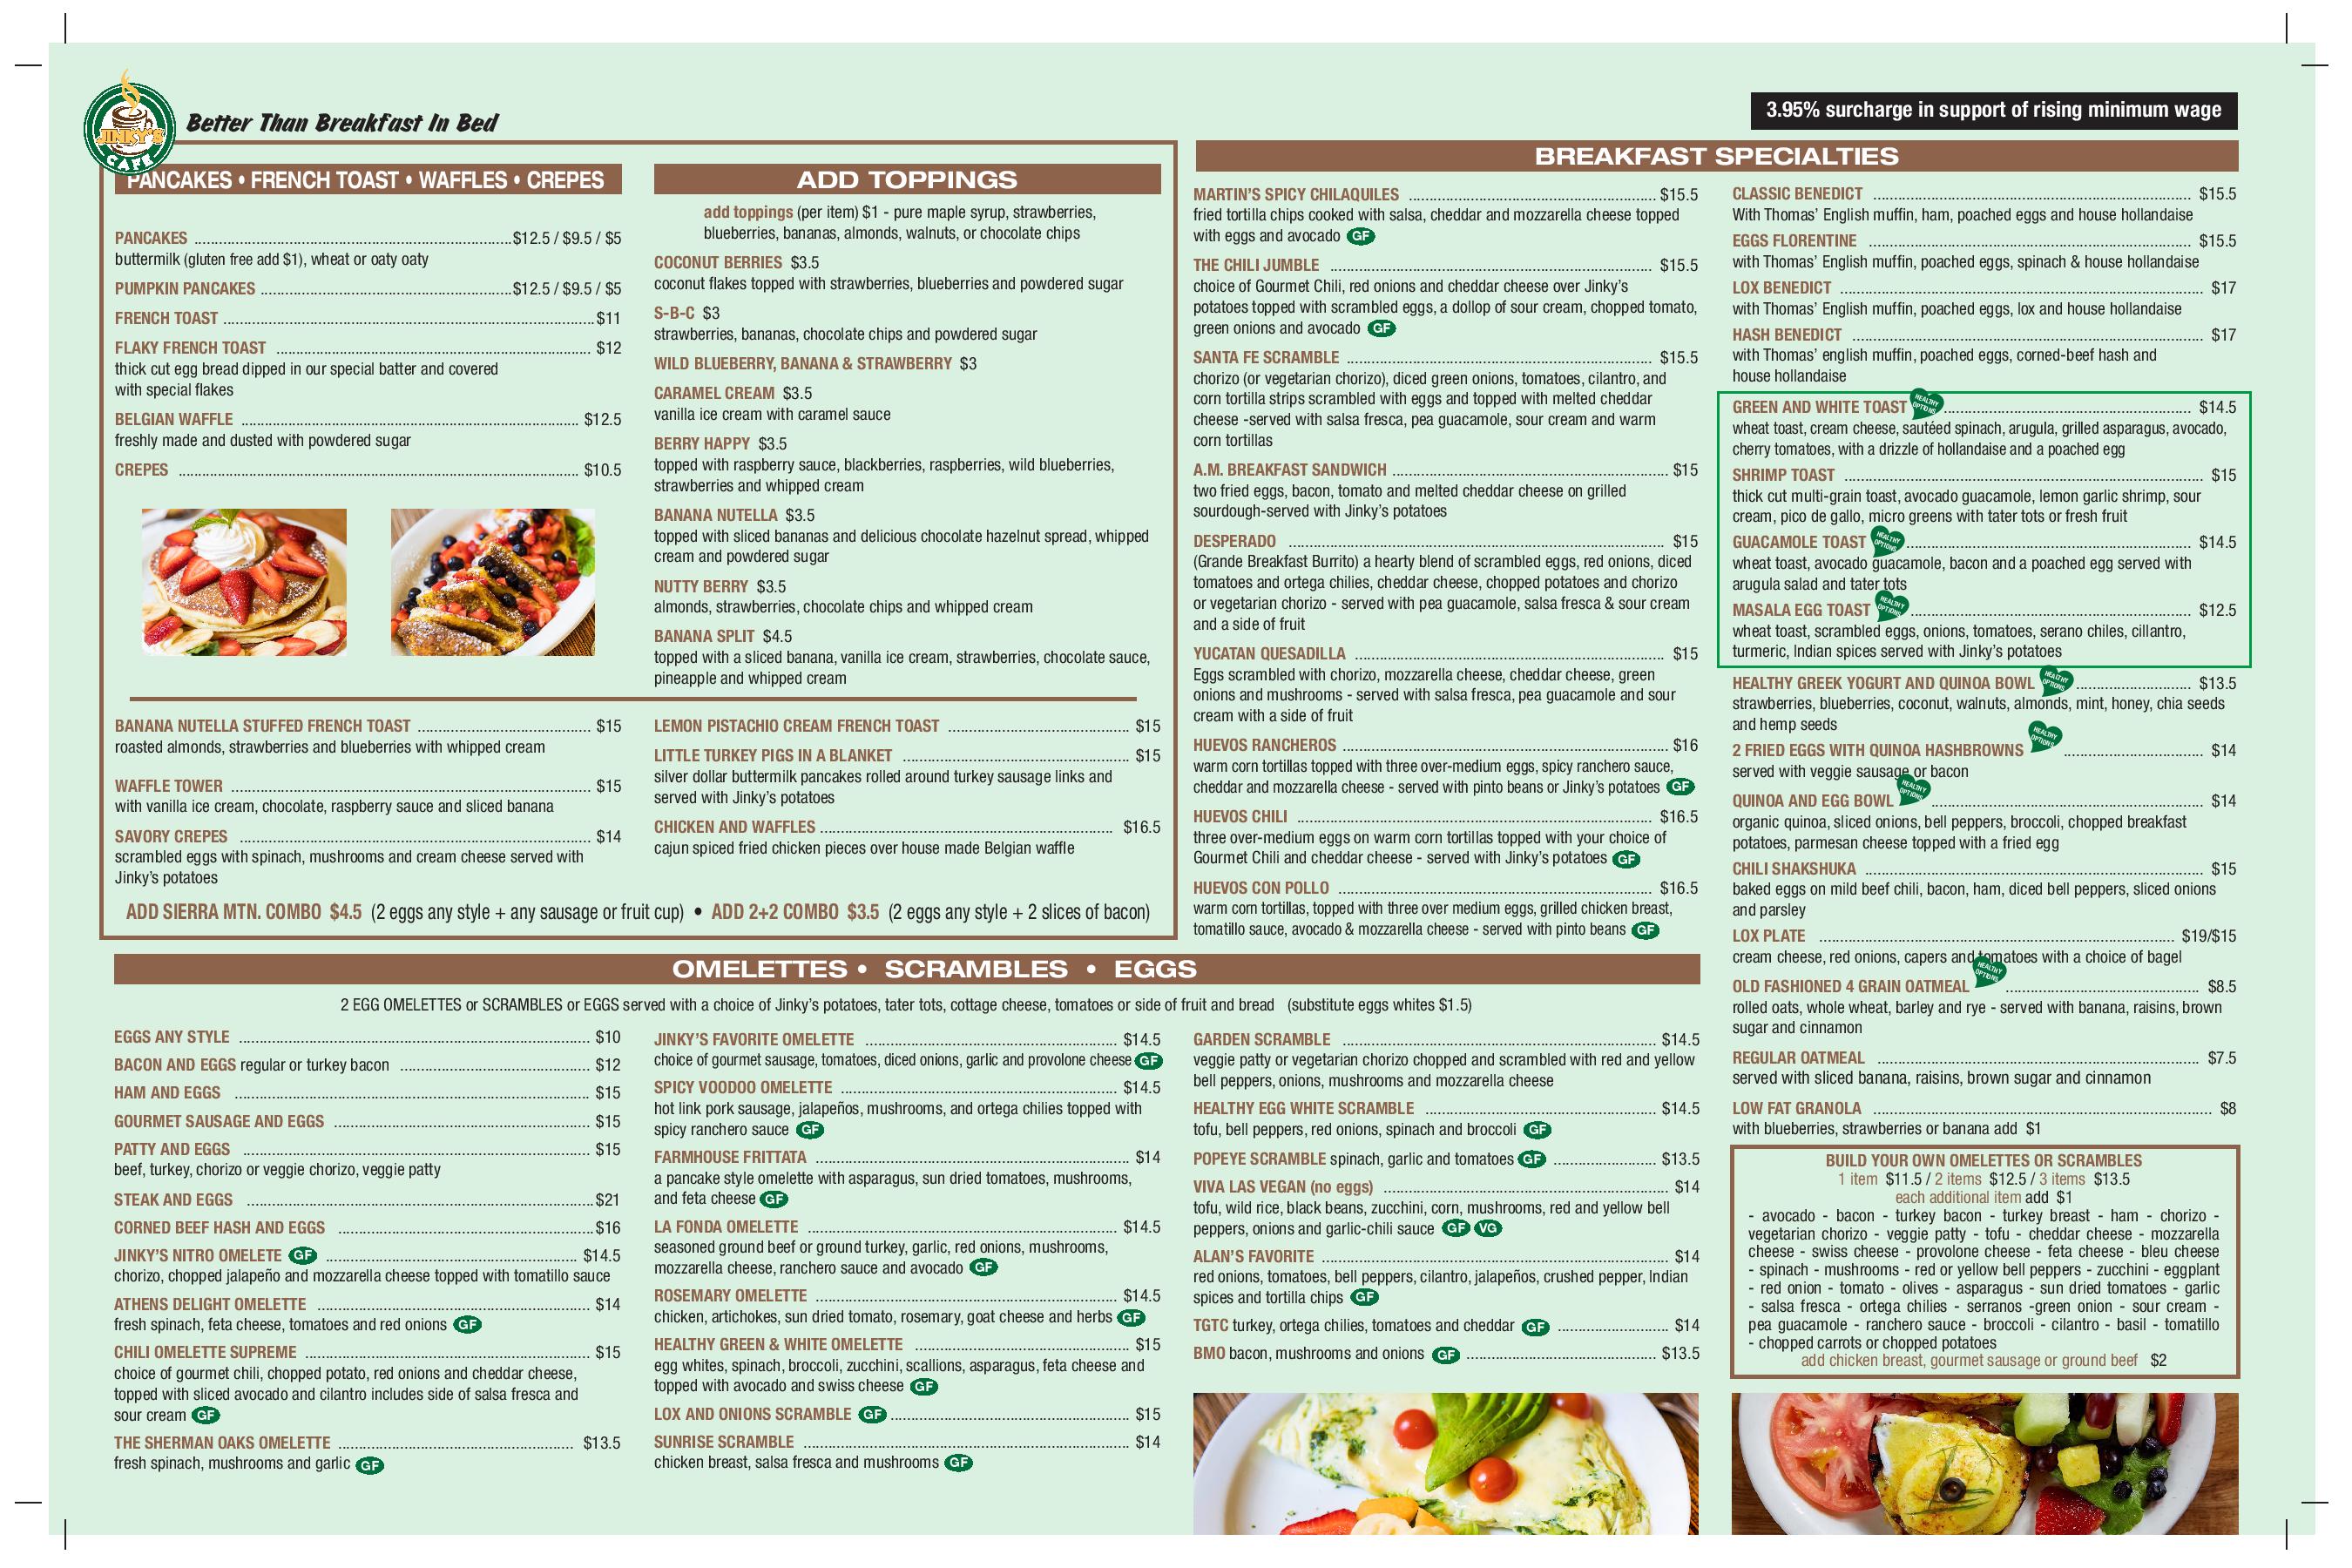 JINKY'S
CAFE
Better Than Breakfast In Bed
3.95% surcharge in support of rising minimum wage
PANCAKES • FRENCH TOAST • WAFFLES • CREPES
PANCAKES $12.5 / $9.5 / $5
buttermilk (gluten free add $1), wheat or oaty oaty
PUMPKIN PANCAKES $12.5 / $9.5 / $5
FRENCH TOAST $11
FLAKY FRENCH TOAST $12
thick cut egg bread dipped in our special batter and covered
with special flakes
BELGIAN WAFFLE $12.5
freshly made and dusted with powdered sugar
CREPES $10.5
ADD TOPPINGS
add toppings (per item) $1 - pure maple syrup, strawberries,
blueberries, bananas, almonds, walnuts, or chocolate chips
COCONUT BERRIES $3.5
coconut flakes topped with strawberries, blueberries and powdered sugar
S-B-C $3
strawberries, bananas, chocolate chips and powdered sugar
WILD BLUEBERRY, BANANA & STRAWBERRY $3
CARAMEL CREAM $3.5
vanilla ice cream with caramel sauce
BERRY HAPPY $3.5
topped with raspberry sauce, blackberries, raspberries, wild blueberries,
strawberries and whipped cream
BANANA NUTELLA $3.5
topped with sliced bananas and delicious chocolate hazelnut spread, whipped
cream and powdered sugar
NUTTY BERRY $3.5
almonds, strawberries, chocolate chips and whipped cream
BANANA SPLIT $4.5
topped with a sliced banana, vanilla ice cream, strawberries, chocolate sauce,
pineapple and whipped cream
BANANA NUTELLA STUFFED FRENCH TOAST $15
roasted almonds, strawberries and blueberries with whipped cream
WAFFLE TOWER $15
with vanilla ice cream, chocolate, raspberry sauce and sliced banana
SAVORY CREPES $14
scrambled eggs with spinach, mushrooms and cream cheese served with
Jinky's potatoes
LEMON PISTACHIO CREAM FRENCH TOAST $15
LITTLE TURKEY PIGS IN A BLANKET $15
silver dollar buttermilk pancakes rolled around turkey sausage links and
served with Jinky's potatoes
CHICKEN AND WAFFLES $16.5
cajun spiced fried chicken pieces over house made Belgian waffle
ADD SIERRA MTN. COMBO $4.5 (2 eggs any style + any sausage or fruit cup) • ADD 2+2 COMBO $3.5 (2 eggs any style + 2 slices of bacon)
BREAKFAST SPECIALTIES
MARTIN'S SPICY CHILAQUILES $15.5
fried tortilla chips cooked with salsa, cheddar and mozzarella cheese topped
with eggs and avocado GF
THE CHILI JUMBLE $15.5
choice of Gourmet Chili, red onions and cheddar cheese over Jinky's
potatoes topped with scrambled eggs, a dollop of sour cream, chopped tomato,
green onions and avocado GF
SANTA FE SCRAMBLE $15.5
chorizo (or vegetarian chorizo), diced green onions, tomatoes, cilantro, and
corn tortilla strips scrambled with eggs and topped with melted cheddar
cheese -served with salsa fresca, pea guacamole, sour cream and warm
corn tortillas
A.M. BREAKFAST SANDWICH $15
two fried eggs, bacon, tomato and melted cheddar cheese on grilled
sourdough-served with Jinky's potatoes
DESPERADO $15
(Grande Breakfast Burrito) a hearty blend of scrambled eggs, red onions, diced
tomatoes and ortega chilies, cheddar cheese, chopped potatoes and chorizo
or vegetarian chorizo - served with pea guacamole, salsa fresca & sour cream
and a side of fruit
YUCATAN QUESADILLA $15
Eggs scrambled with chorizo, mozzarella cheese, cheddar cheese, green
onions and mushrooms - served with salsa fresca, pea guacamole and sour
cream with a side of fruit
HUEVOS RANCHEROS $16
warm corn tortillas topped with three over-medium eggs, spicy ranchero sauce,
cheddar and mozzarella cheese - served with pinto beans or Jinky's potatoes GF
HUEVOS CHILI $16.5
three over-medium eggs on warm corn tortillas topped with your choice of
Gourmet Chili and cheddar cheese - served with Jinky's potatoes GF
HUEVOS CON POLLO $16.5
warm corn tortillas, topped with three over medium eggs, grilled chicken breast,
tomatillo sauce, avocado & mozzarella cheese - served with pinto beans GF
CLASSIC BENEDICT $15.5
With Thomas' English muffin, ham, poached eggs and house hollandaise
EGGS FLORENTINE $15.5
with Thomas' English muffin, poached eggs, spinach & house hollandaise
LOX BENEDICT $17
with Thomas' English muffin, poached eggs, lox and house hollandaise
HASH BENEDICT $17
with Thomas' english muffin, poached eggs, corned-beef hash and
house hollandaise
GREEN AND WHITE TOAST HEALTHY OPTIONS $14.5
wheat toast, cream cheese, sautéed spinach, arugula, grilled asparagus, avocado,
cherry tomatoes, with a drizzle of hollandaise and a poached egg
SHRIMP TOAST $15
thick cut multi-grain toast, avocado guacamole, lemon garlic shrimp, sour
cream, pico de gallo, micro greens with tater tots or fresh fruit
GUACAMOLE TOAST HEALTHY OPTIONS $14.5
wheat toast, avocado guacamole, bacon and a poached egg served with
arugula salad and tater tots
MASALA EGG TOAST HEALTHY OPTIONS $12.5
wheat toast, scrambled eggs, onions, tomatoes, serano chiles, cillantro,
turmeric, Indian spices served with Jinky's potatoes
HEALTHY GREEK YOGURT AND QUINOA BOWL HEALTHY OPTIONS $13.5
strawberries, blueberries, coconut, walnuts, almonds, mint, honey, chia seeds
and hemp seeds
2 FRIED EGGS WITH QUINOA HASHBROWNS HEALTHY OPTIONS $14
served with veggie sausage or bacon
QUINOA AND EGG BOWL HEALTHY OPTIONS $14
organic quinoa, sliced onions, bell peppers, broccoli, chopped breakfast
potatoes, parmesan cheese topped with a fried egg
CHILI SHAKSHUKA $15
baked eggs on mild beef chili, bacon, ham, diced bell peppers, sliced onions
and parsley
LOX PLATE $19/$15
cream cheese, red onions, capers and tomatoes with a choice of bagel
OLD FASHIONED 4 GRAIN OATMEAL HEALTHY OPTIONS $8.5
rolled oats, whole wheat, barley and rye - served with banana, raisins, brown
sugar and cinnamon
REGULAR OATMEAL $7.5
served with sliced banana, raisins, brown sugar and cinnamon
LOW FAT GRANOLA $8
with blueberries, strawberries or banana add $1
OMELETTES • SCRAMBLES • EGGS
2 EGG OMELETTES or SCRAMBLES or EGGS served with a choice of Jinky's potatoes, tater tots, cottage cheese, tomatoes or side of fruit and bread (substitute eggs whites $1.5)
EGGS ANY STYLE $10
BACON AND EGGS regular or turkey bacon $12
HAM AND EGGS $15
GOURMET SAUSAGE AND EGGS $15
PATTY AND EGGS $15
beef, turkey, chorizo or veggie chorizo, veggie patty
STEAK AND EGGS $21
CORNED BEEF HASH AND EGGS $16
JINKY'S NITRO OMELETE GF $14.5
chorizo, chopped jalapeño and mozzarella cheese topped with tomatillo sauce
ATHENS DELIGHT OMELETTE $14
fresh spinach, feta cheese, tomatoes and red onions GF
CHILI OMELETTE SUPREME $15
choice of gourmet chili, chopped potato, red onions and cheddar cheese,
topped with sliced avocado and cilantro includes side of salsa fresca and
sour cream GF
THE SHERMAN OAKS OMELETTE $13.5
fresh spinach, mushrooms and garlic GF
JINKY'S FAVORITE OMELETTE $14.5
choice of gourmet sausage, tomatoes, diced onions, garlic and provolone cheese GF
SPICY VOODOO OMELETTE $14.5
hot link pork sausage, jalapeños, mushrooms, and ortega chilies topped with
spicy ranchero sauce GF
FARMHOUSE FRITTATA $14
a pancake style omelette with asparagus, sun dried tomatoes, mushrooms,
and feta cheese GF
LA FONDA OMELETTE $14.5
seasoned ground beef or ground turkey, garlic, red onions, mushrooms,
mozzarella cheese, ranchero sauce and avocado GF
ROSEMARY OMELETTE $14.5
chicken, artichokes, sun dried tomato, rosemary, goat cheese and herbs GF
HEALTHY GREEN & WHITE OMELETTE $15
egg whites, spinach, broccoli, zucchini, scallions, asparagus, feta cheese and
topped with avocado and swiss cheese GF
LOX AND ONIONS SCRAMBLE GF $15
SUNRISE SCRAMBLE $14
chicken breast, salsa fresca and mushrooms GF
GARDEN SCRAMBLE $14.5
veggie patty or vegetarian chorizo chopped and scrambled with red and yellow
bell peppers, onions, mushrooms and mozzarella cheese
HEALTHY EGG WHITE SCRAMBLE $14.5
tofu, bell peppers, red onions, spinach and broccoli GF
POPEYE SCRAMBLE spinach, garlic and tomatoes GF $13.5
VIVA LAS VEGAN (no eggs) $14
tofu, wild rice, black beans, zucchini, corn, mushrooms, red and yellow bell
peppers, onions and garlic-chili sauce GF VG
ALAN'S FAVORITE $14
red onions, tomatoes, bell peppers, cilantro, jalapeños, crushed pepper, Indian
spices and tortilla chips GF
TGTC turkey, ortega chilies, tomatoes and cheddar GF $14
BMO bacon, mushrooms and onions GF $13.5
BUILD YOUR OWN OMELETTES OR SCRAMBLES
1 item $11.5 / 2 items $12.5 / 3 items $13.5
each additional item add $1
- avocado - bacon - turkey bacon - turkey breast - ham - chorizo -
vegetarian chorizo - veggie patty - tofu - cheddar cheese - mozzarella
cheese - swiss cheese - provolone cheese - feta cheese - bleu cheese
- spinach - mushrooms - red or yellow bell peppers - zucchini - eggplant
- red onion - tomato - olives - asparagus - sun dried tomatoes - garlic
- salsa fresca - ortega chilies - serranos -green onion - sour cream -
pea guacamole - ranchero sauce - broccoli - cilantro - basil - tomatillo
- chopped carrots or chopped potatoes
add chicken breast, gourmet sausage or ground beef $2